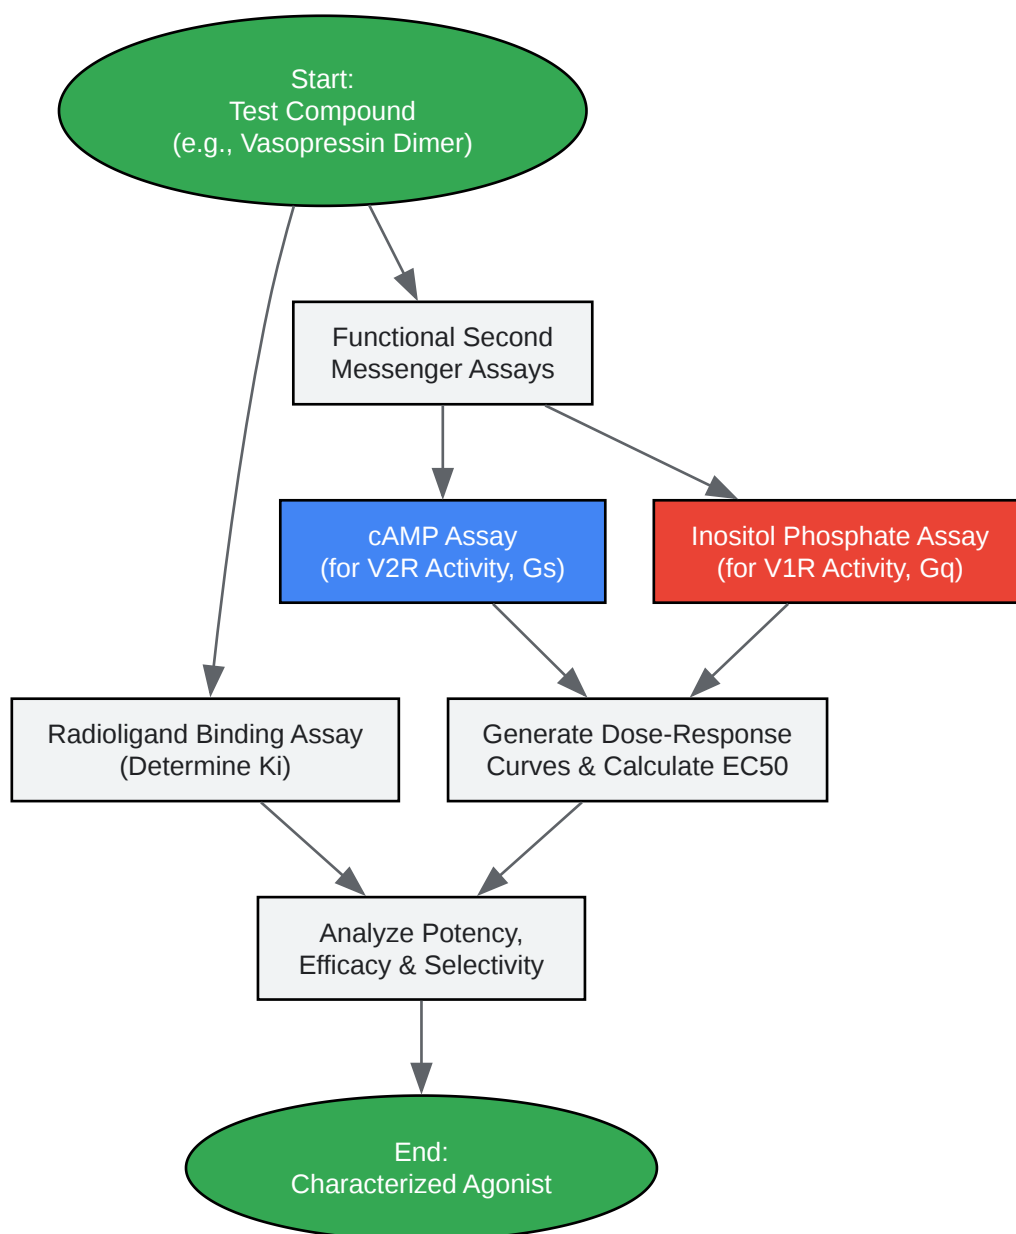 Start:
Test Compound
(e.g., Vasopressin Dimer)
Functional Second
Messenger Assays
cAMP Assay
(for V2R Activity, Gs)
Inositol Phosphate Assay
(for V1R Activity, Gq)
Radioligand Binding Assay
(Determine Ki)
Generate Dose-Response
Curves & Calculate EC50
Analyze Potency,
Efficacy & Selectivity
End:
Characterized Agonist